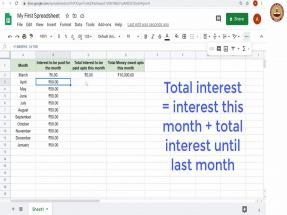 My First Spreadsheet
File Edit View Insert Format Data Tools Add-ons Help Last edit was seconds ago
Month Interest to be paid for the month Total Interest to be paid upto this month Total Money owed upto this month
March ₹0.00 ₹0.00 ₹10,000.00
April ₹50.00
May ₹50.00
June ₹50.00
July ₹50.00
August ₹50.00
September ₹50.00
October ₹50.00
November ₹50.00
December ₹50.00
January ₹50.00
Total interest
= interest this
month + total
interest until
last month
Sheet1